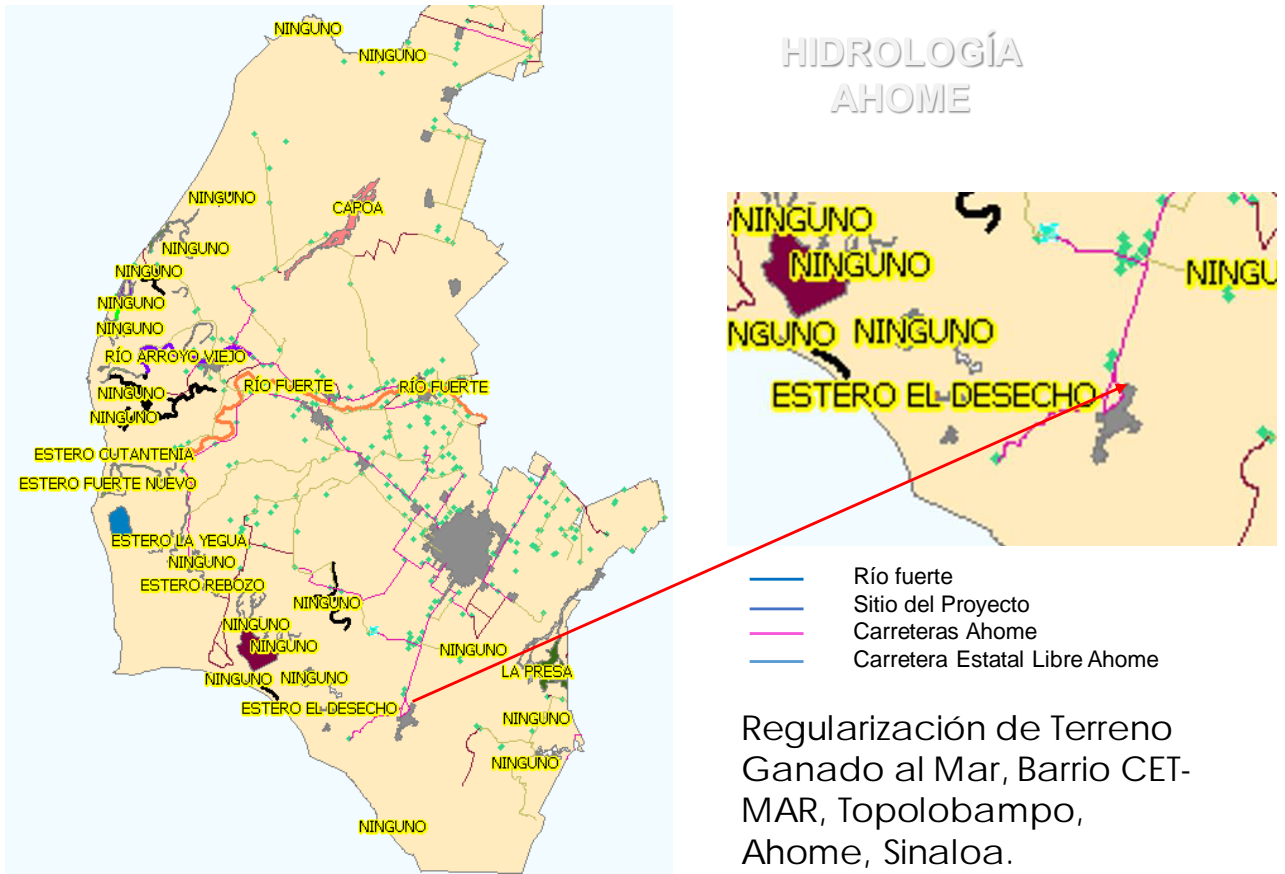 HIDROLOGÍA
AHOME
NINGUNO
NINGUNO
NINGUNO
CAPOA
NINGUNO
NINGUNO
NINGUNO
NINGUNO
RÍO ARROYO VIEJO
RÍO FUERTE
RÍO FUERTE
NINGUNO
NINGUNO
ESTERO CUTANTENIA
ESTERO FUERTE NUEVO
ESTERO LA YEGUA
NINGUNO
ESTERO REBOZO
NINGUNO
NINGUNO
NINGUNO
NINGUNO
LA PRESA
NINGUNO
NINGUNO
ESTERO EL DESECHO
NINGUNO
NINGUNO
NINGUNO
NINGUNO
NINGUNO
NINGU
NGUNO
NINGUNO
ESTERO EL DESECHO
Río fuerte
Sitio del Proyecto
Carreteras Ahome
Carretera Estatal Libre Ahome
Regularización de Terreno
Ganado al Mar, Barrio CET-
MAR, Topolobampo,
Ahome, Sinaloa.